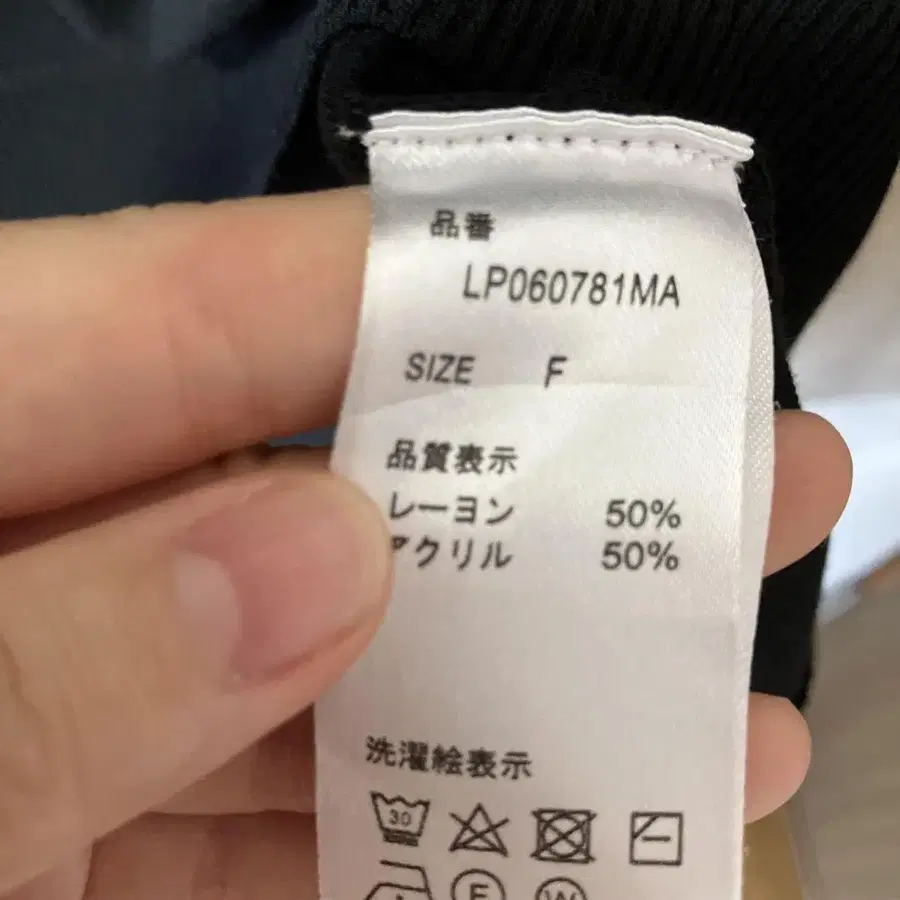 品番
LP060781MA
SIZE F
品質表示
レーヨン 50%
アクリル 50%
洗濯絵表示
30
F W